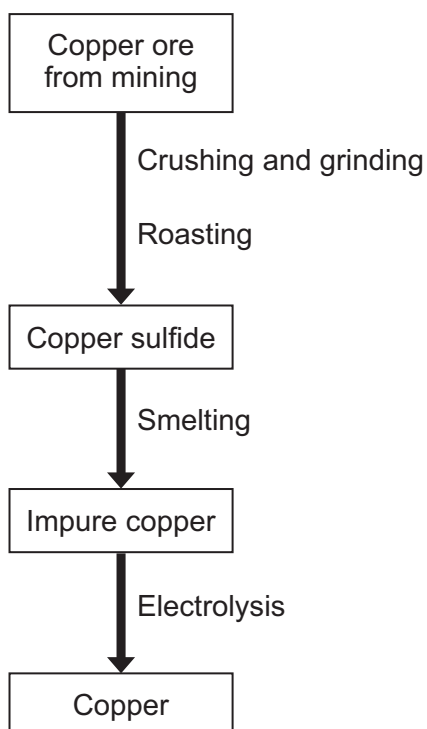 Copper ore
from mining
Crushing and grinding
Roasting
Copper sulfide
Smelting
Impure copper
Electrolysis
Copper